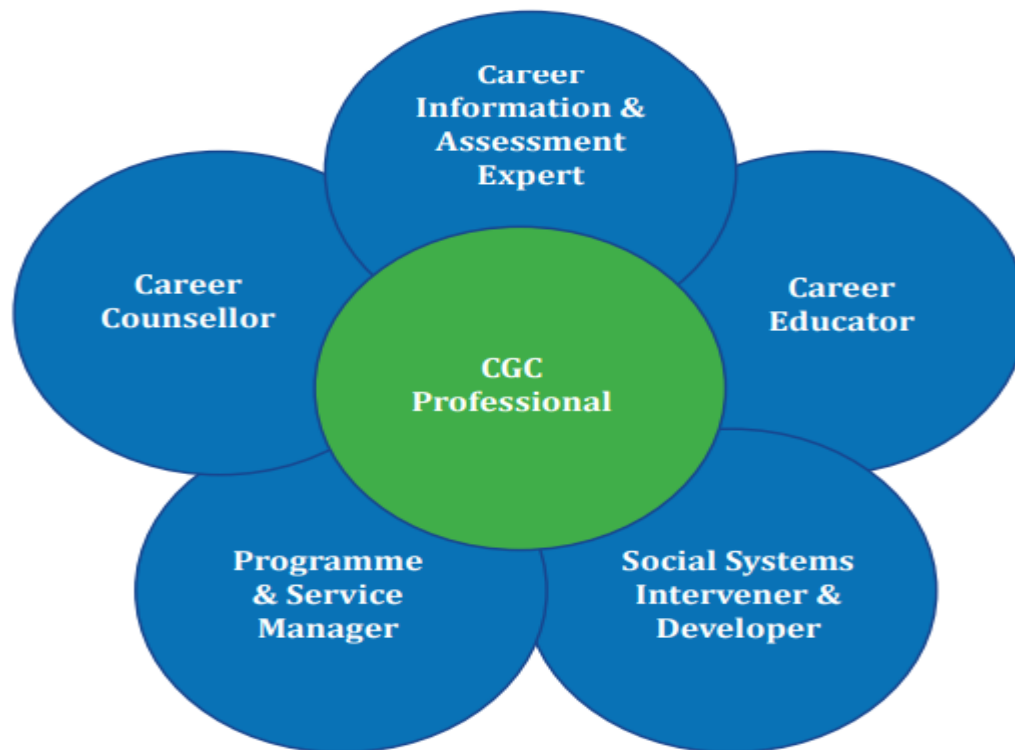 Career
Information &
Assessment
Expert
Career
Counsellor
Career
Educator
CGC
Professional
Programme
& Service
Manager
Social Systems
Intervener &
Developer